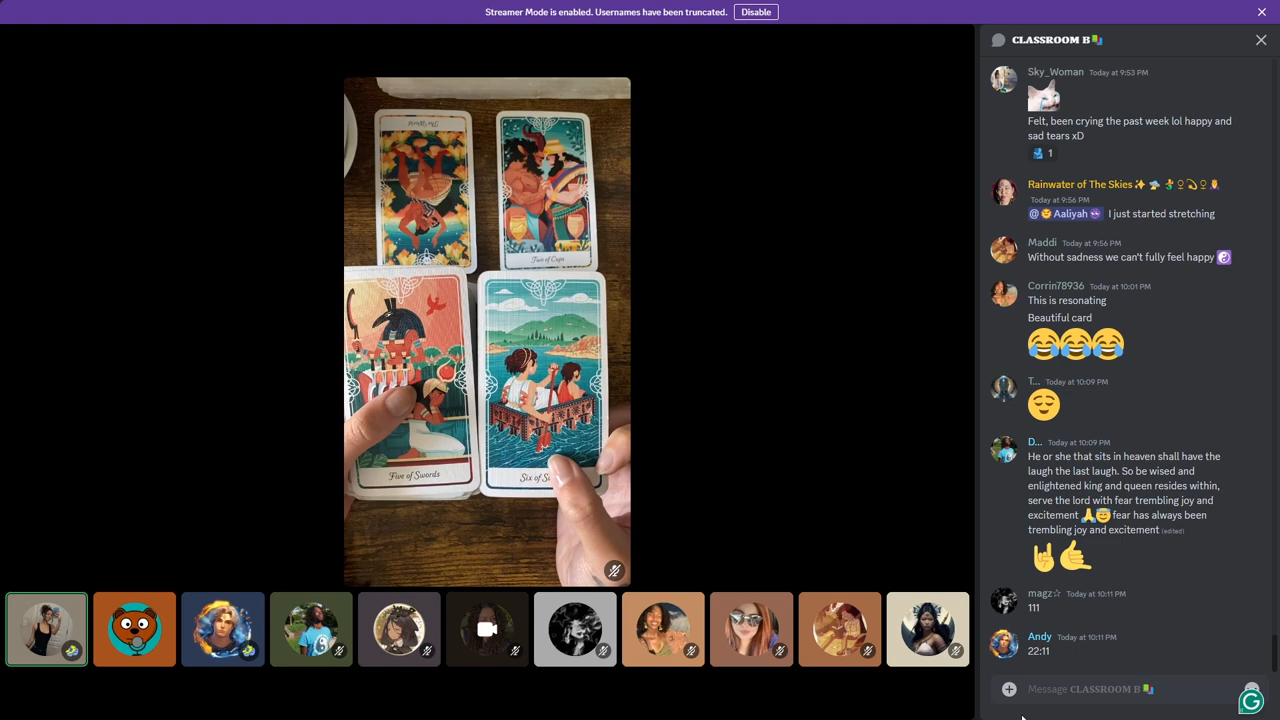 Streamer Mode is enabled. Usernames have been truncated. Disable
CLASSROOM B
Sky_Woman Today at 9:53 PM
Felt, been crying the past week lol happy and
sad tears xD
1
Rainwater of The Skies
Today at 9:56 PM
@ Aaliyah I just started stretching
Maddi Today at 9:56 PM
Without sadness we can't fully feel happy ☯
Corrin78936 Today at 10:01 PM
This is resonating
Beautiful card
😂😂😂
T... Today at 10:09 PM
😌
D... Today at 10:09 PM
He or she that sits in heaven shall have the
laugh the last laugh. So be wised and
enlightened king and queen resides within,
serve the lord with fear trembling joy and
excitement 🙏😇 fear has always been
trembling joy and excitement (edited)
🤘🤙
magz☆ Today at 10:11 PM
111
Andy Today at 10:11 PM
22:11
Message CLASSROOM B
Two of Cups
Five of Swords
Six of